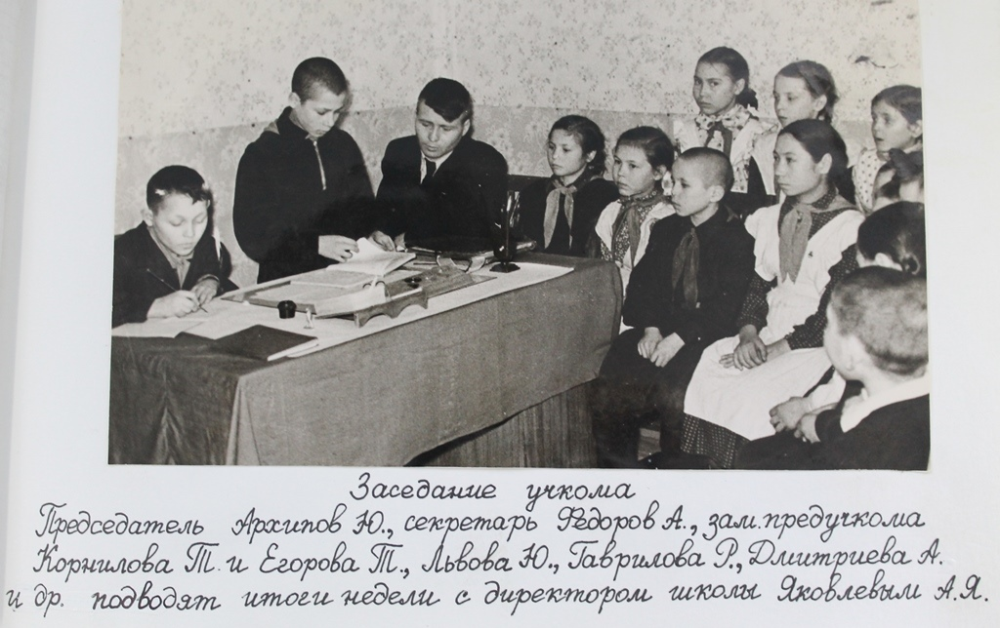 Заседание учкома
Председатель Архипов Ю., секретарь Фёдоров А., зам.предучкома
Корнилова Т. и Егорова Т., Львова Ю., Гаврилова Р., Дмитриева А.
и др. подводят итоги недели с директором школы Яковлевым А.Я.